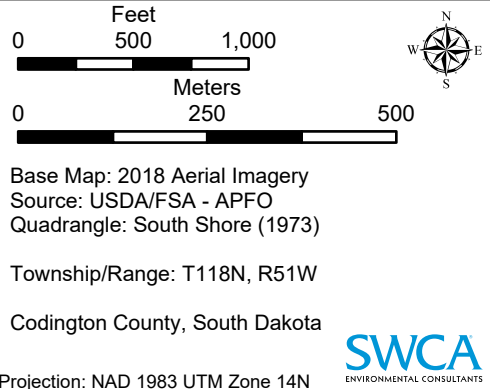 Feet
0 500 1,000
Meters
0 250 500
N
W E
S
Base Map: 2018 Aerial Imagery
Source: USDA/FSA - APFO
Quadrangle: South Shore (1973)
Township/Range: T118N, R51W
Codington County, South Dakota
Projection: NAD 1983 UTM Zone 14N
SWCA
ENVIRONMENTAL CONSULTANTS